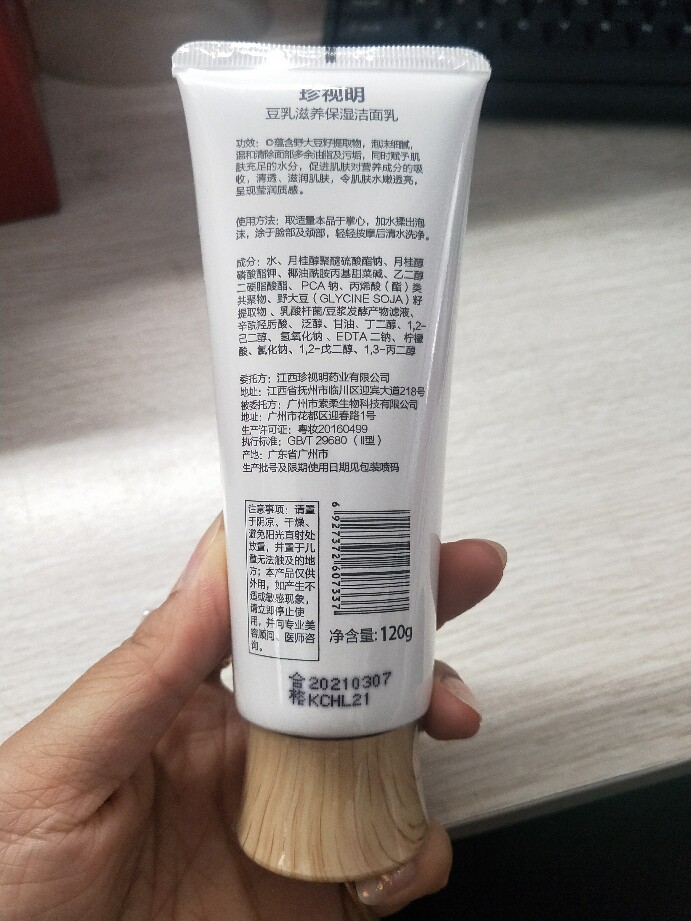 珍视明
豆乳滋养保湿洁面乳
功效：©蕴含野大豆籽提取物，泡沫细腻，
温和清除面部多余油脂及污垢，同时赋予肌
肤充足的水分，促进肌肤对营养成分的吸
收，清透、滋润肌肤，令肌肤水嫩透亮，
呈现莹润质感。
使用方法：取适量本品于掌心，加水揉出泡
沫，涂于脸部及颈部，轻轻按摩后清水洗净。
成分：水、月桂醇聚醚硫酸酯钠、月桂醇
磷酸酯钾、椰油酰胺丙基甜菜碱、乙二醇
二硬脂酸酯、PCA 钠、丙烯酸（酯）类
共聚物、野大豆（GLYCINE SOJA）籽
提取物、乳酸杆菌/豆浆发酵产物滤液、
辛酰羟肟酸、泛醇、甘油、丁二醇、1,2-
己二醇、氢氧化钠、EDTA 二钠、柠檬
酸、氯化钠、1,2-戊二醇、1,3-丙二醇
委托方：江西珍视明药业有限公司
地址：江西省抚州市临川区迎宾大道218号
被委托方：广州市索柔生物科技有限公司
地址：广州市花都区迎春路1号
生产许可证：粤妆20160499
执行标准：GB/T 29680（Ⅱ型）
产地：广东省广州市
生产批号及限期使用日期见包装喷码
注意事项：请置
于阴凉、干燥、
避免阳光直射处
放置，并置于儿
童无法触及的地
方；本产品仅供
外用，如产生不
适或敏感现象，
请立即停止使
用，并向专业美
容顾问、医师咨
询。
6927372607337
净含量:120g
合格 20210307
KCHL21